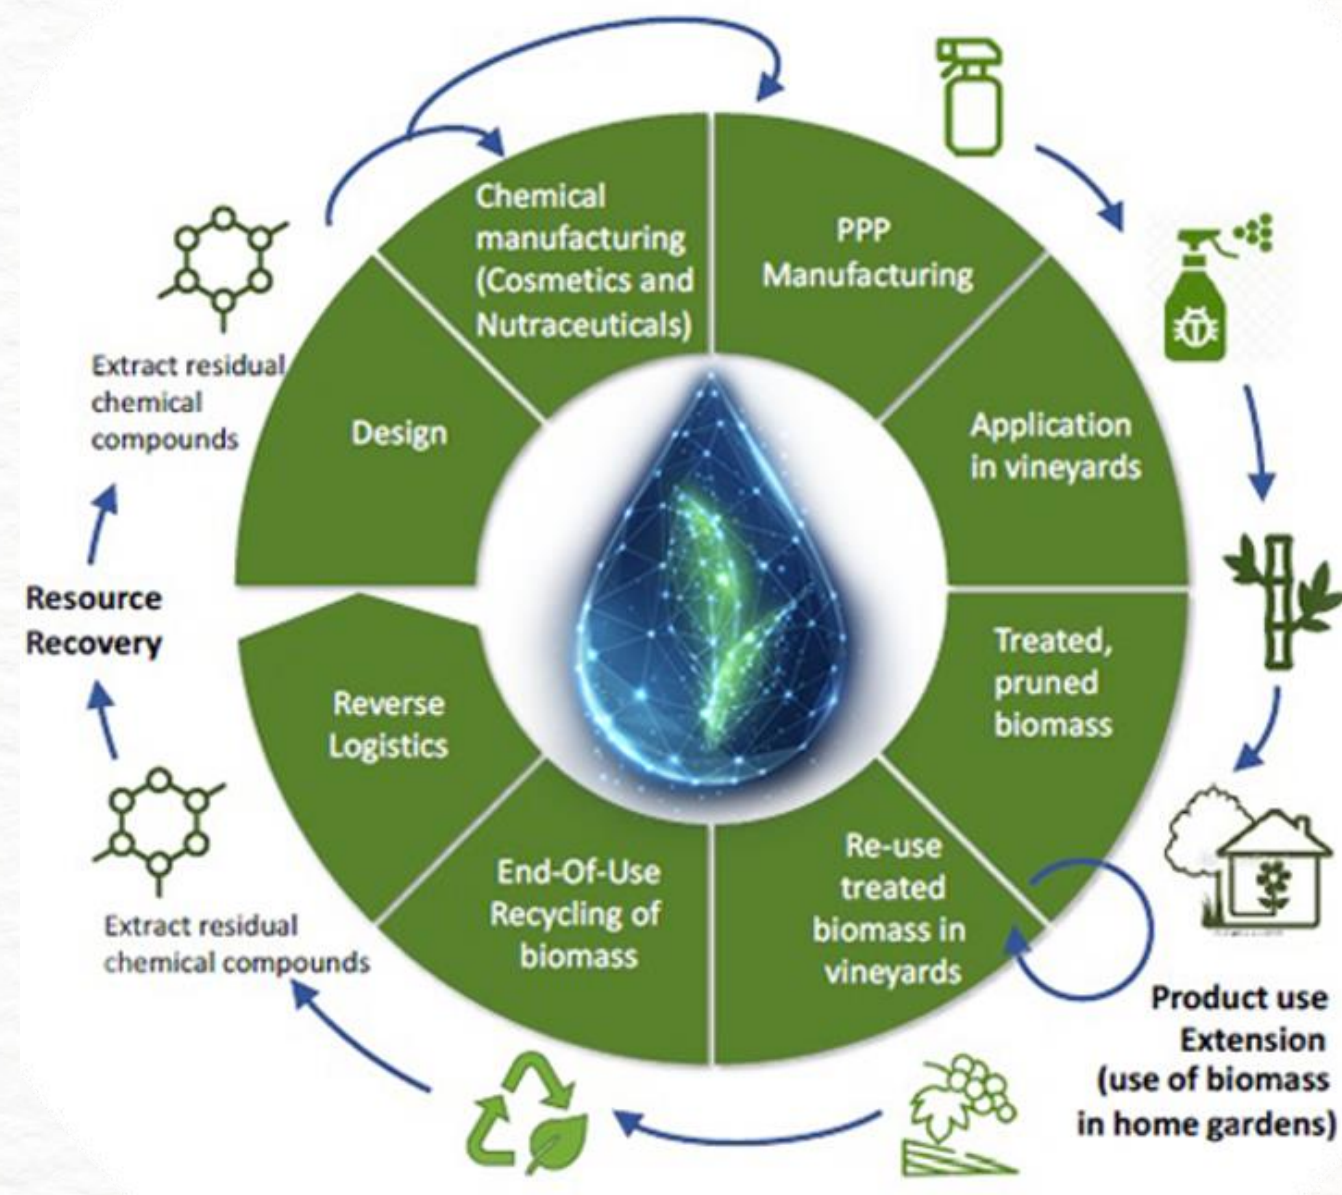 Chemical
manufacturing
(Cosmetics and
Nutraceuticals)
PPP
Manufacturing
Application
in vineyards
Treated,
pruned
biomass
Re-use
treated
biomass in
vineyards
End-Of-Use
Recycling of
biomass
Reverse
Logistics
Design
Product use
Extension
(use of biomass
in home gardens)
Extract residual
chemical compounds
Resource
Recovery
Extract residual
chemical
compounds